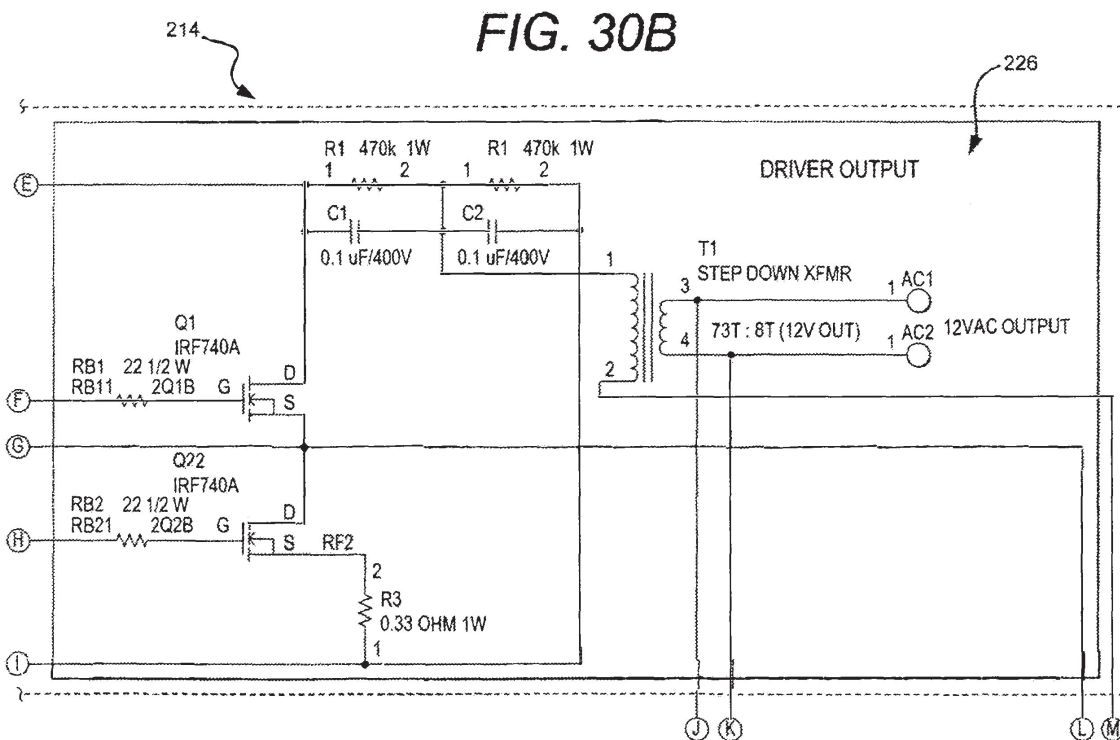 FIG. 30B
214
226
R1 470k 1W R1 470k 1W
1 2 1 2
DRIVER OUTPUT
E
C1 C2
0.1 uF/400V 0.1 uF/400V
T1
STEP DOWN XFMR
1
3
1 AC1
73T : 8T (12V OUT)
4
1 AC2 12VAC OUTPUT
2
Q1
IRF740A
RB1 22 1/2 W
RB11 2Q1B G
D
S
F
G
Q22
IRF740A
RB2 22 1/2 W
RB21 2Q2B G
D
S RF2
H
2
R3
0.33 OHM 1W
1
I
J K L M